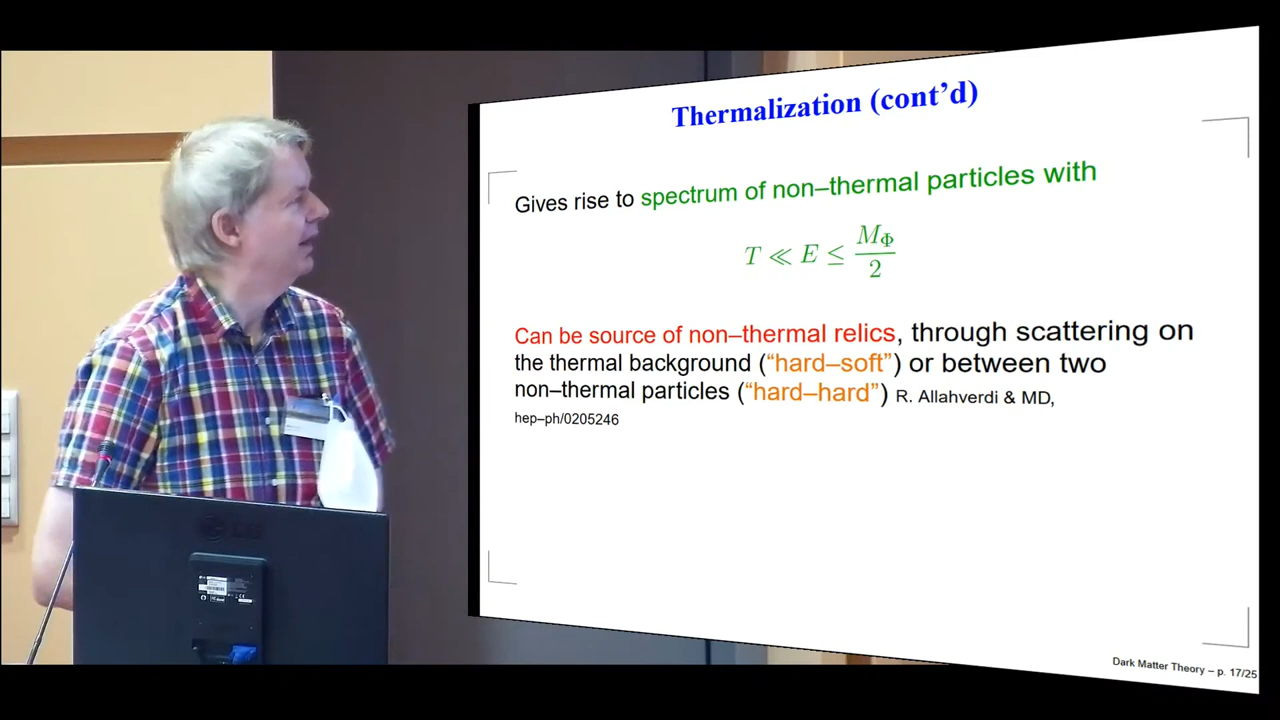 Thermalization (cont’d)
Gives rise to spectrum of non–thermal particles with
T ≪ E ≤ M_Φ / 2
Can be source of non–thermal relics, through scattering on
the thermal background (“hard–soft”) or between two
non–thermal particles (“hard–hard”) R. Allahverdi & MD,
hep–ph/0205246
Dark Matter Theory – p. 17/25
LG